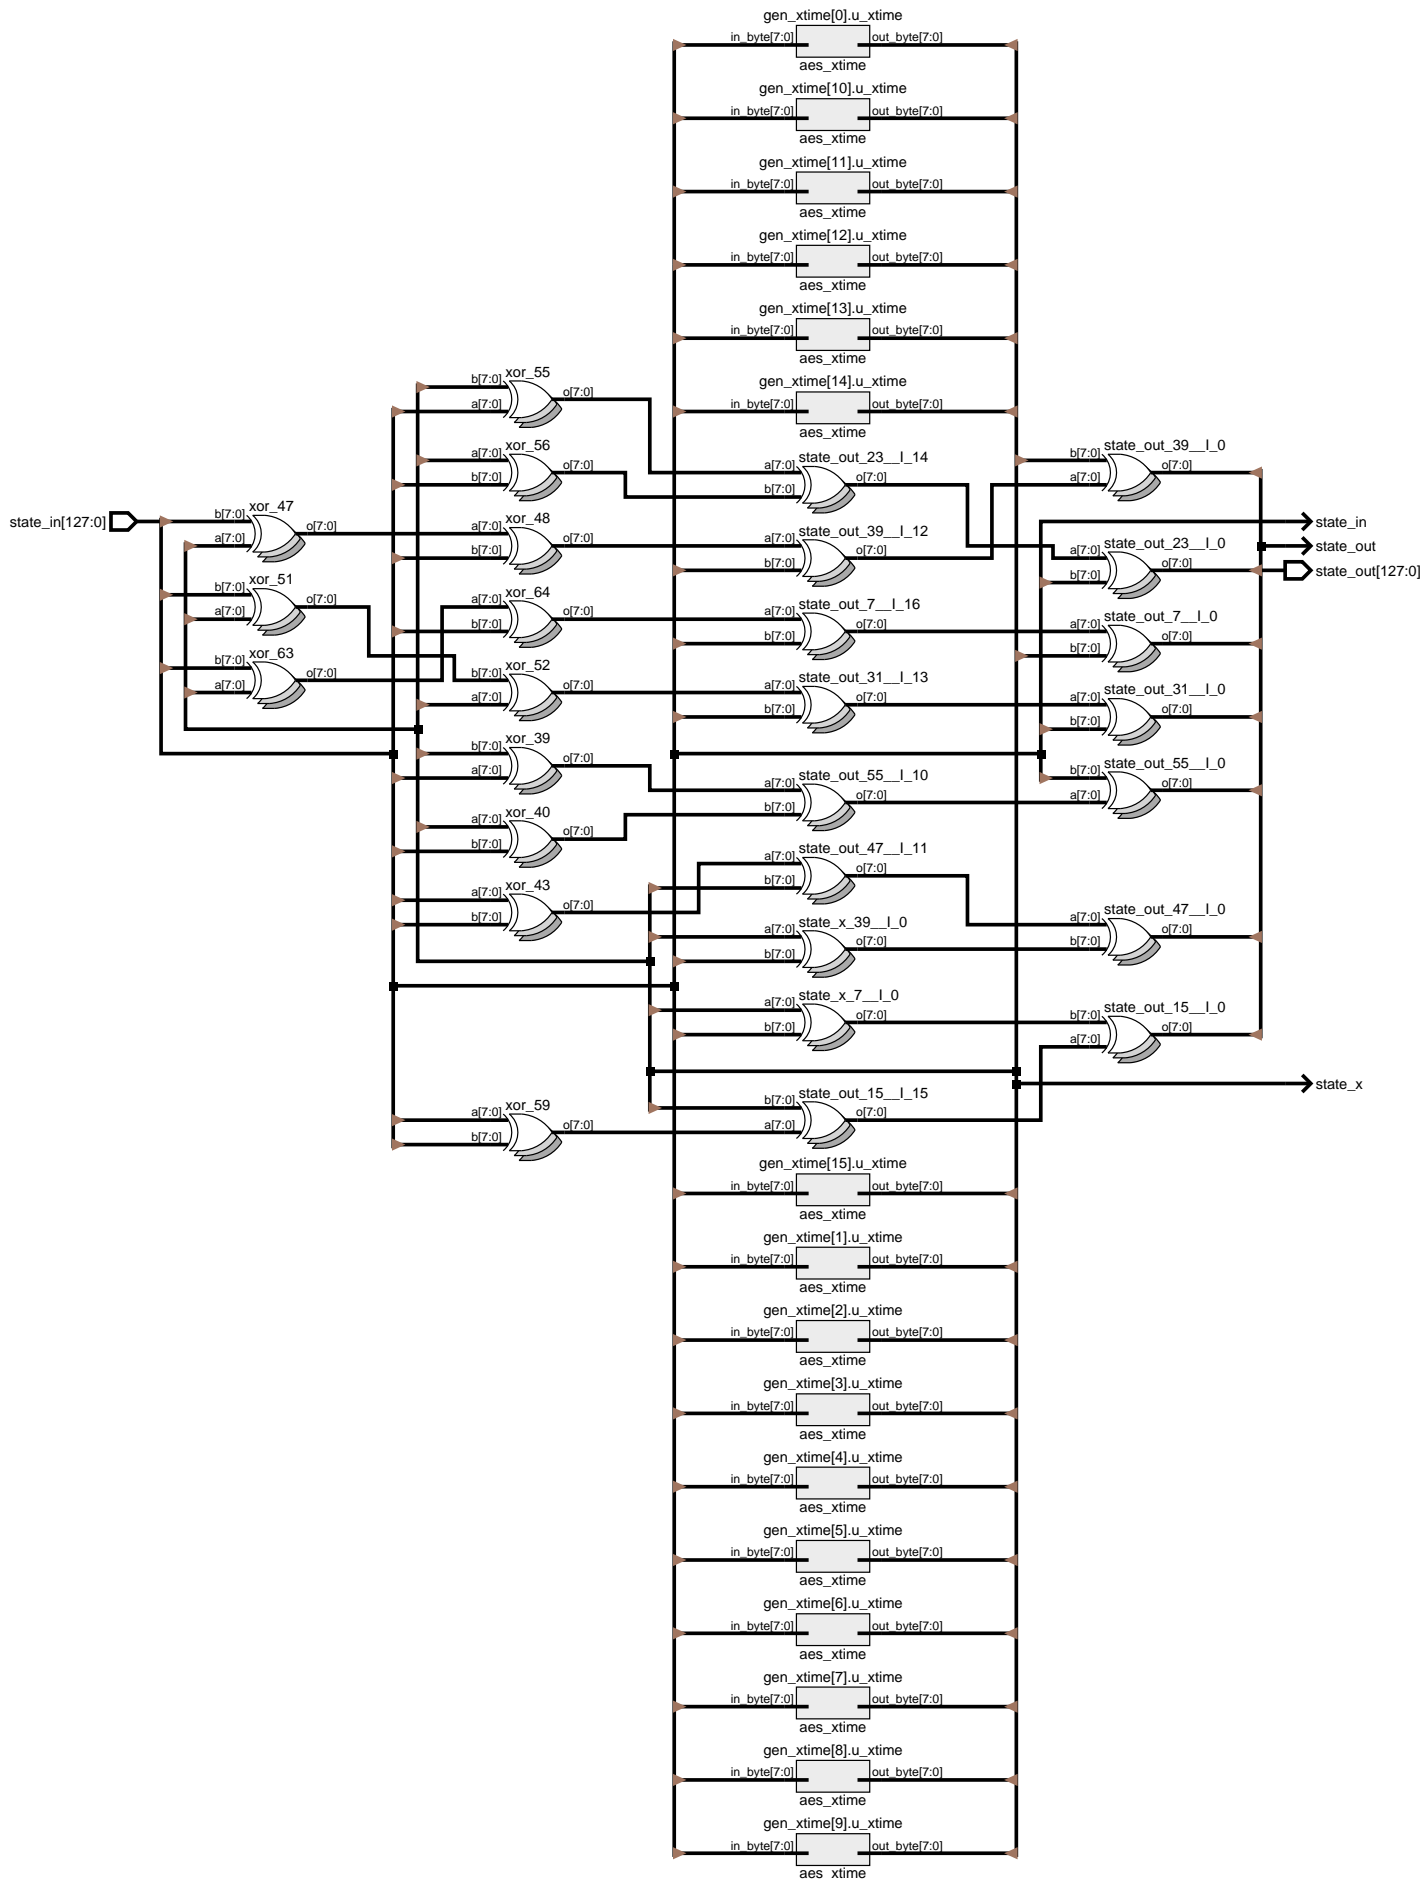 gen_xtime[0].u_xtime
in_byte[7:0] out_byte[7:0]
aes_xtime
gen_xtime[10].u_xtime
in_byte[7:0] out_byte[7:0]
aes_xtime
gen_xtime[11].u_xtime
in_byte[7:0] out_byte[7:0]
aes_xtime
gen_xtime[12].u_xtime
in_byte[7:0] out_byte[7:0]
aes_xtime
gen_xtime[13].u_xtime
in_byte[7:0] out_byte[7:0]
aes_xtime
gen_xtime[14].u_xtime
in_byte[7:0] out_byte[7:0]
aes_xtime
state_in[127:0]
xor_47
b[7:0] o[7:0]
a[7:0]
xor_51
b[7:0] o[7:0]
a[7:0]
xor_63
b[7:0] o[7:0]
a[7:0]
xor_55
b[7:0] o[7:0]
a[7:0]
xor_56
a[7:0] o[7:0]
b[7:0]
xor_48
a[7:0] o[7:0]
b[7:0]
xor_64
a[7:0] o[7:0]
b[7:0]
xor_52
b[7:0] o[7:0]
a[7:0]
xor_39
b[7:0] o[7:0]
a[7:0]
xor_40
a[7:0] o[7:0]
b[7:0]
xor_43
a[7:0] o[7:0]
b[7:0]
xor_59
a[7:0] o[7:0]
b[7:0]
state_out_23__I_14
a[7:0] o[7:0]
b[7:0]
state_out_39__I_12
a[7:0] o[7:0]
b[7:0]
state_out_7__I_16
a[7:0] o[7:0]
b[7:0]
state_out_31__I_13
a[7:0] o[7:0]
b[7:0]
state_out_55__I_10
a[7:0] o[7:0]
b[7:0]
state_out_47__I_11
a[7:0] o[7:0]
b[7:0]
state_x_39__I_0
a[7:0] o[7:0]
b[7:0]
state_x_7__I_0
a[7:0] o[7:0]
b[7:0]
state_out_15__I_15
b[7:0] o[7:0]
a[7:0]
state_out_39__I_0
b[7:0] o[7:0]
a[7:0]
state_out_23__I_0
a[7:0] o[7:0]
b[7:0]
state_out_7__I_0
a[7:0] o[7:0]
b[7:0]
state_out_31__I_0
a[7:0] o[7:0]
b[7:0]
state_out_55__I_0
b[7:0] o[7:0]
a[7:0]
state_out_47__I_0
a[7:0] o[7:0]
b[7:0]
state_out_15__I_0
b[7:0] o[7:0]
a[7:0]
state_in
state_out
state_out[127:0]
state_x
gen_xtime[15].u_xtime
in_byte[7:0] out_byte[7:0]
aes_xtime
gen_xtime[1].u_xtime
in_byte[7:0] out_byte[7:0]
aes_xtime
gen_xtime[2].u_xtime
in_byte[7:0] out_byte[7:0]
aes_xtime
gen_xtime[3].u_xtime
in_byte[7:0] out_byte[7:0]
aes_xtime
gen_xtime[4].u_xtime
in_byte[7:0] out_byte[7:0]
aes_xtime
gen_xtime[5].u_xtime
in_byte[7:0] out_byte[7:0]
aes_xtime
gen_xtime[6].u_xtime
in_byte[7:0] out_byte[7:0]
aes_xtime
gen_xtime[7].u_xtime
in_byte[7:0] out_byte[7:0]
aes_xtime
gen_xtime[8].u_xtime
in_byte[7:0] out_byte[7:0]
aes_xtime
gen_xtime[9].u_xtime
in_byte[7:0] out_byte[7:0]
aes_xtime